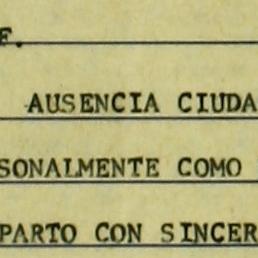 F.
AUSENCIA CIUDA
SONALMENTE COMO
PARTO CON SINCER